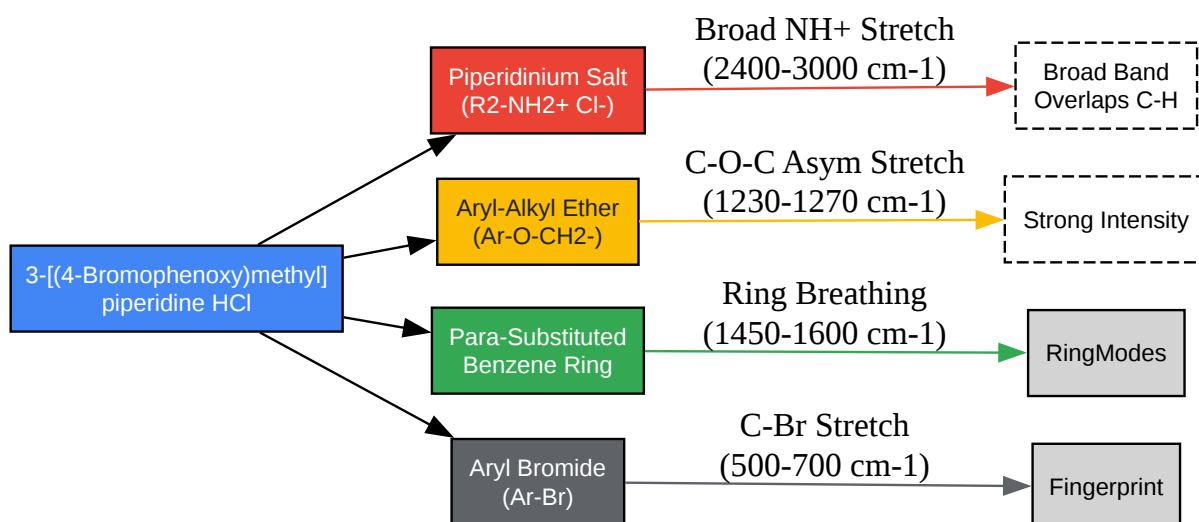 Piperidinium Salt
(R2-NH2+ Cl-)
Broad NH+ Stretch
(2400-3000 cm-1)
Broad Band
Overlaps C-H
Aryl-Alkyl Ether
(Ar-O-CH2-)
C-O-C Asym Stretch
(1230-1270 cm-1)
Strong Intensity
3-[(4-Bromophenoxy)methyl]
piperidine HCl
Para-Substituted
Benzene Ring
Ring Breathing
(1450-1600 cm-1)
RingModes
Aryl Bromide
(Ar-Br)
C-Br Stretch
(500-700 cm-1)
Fingerprint